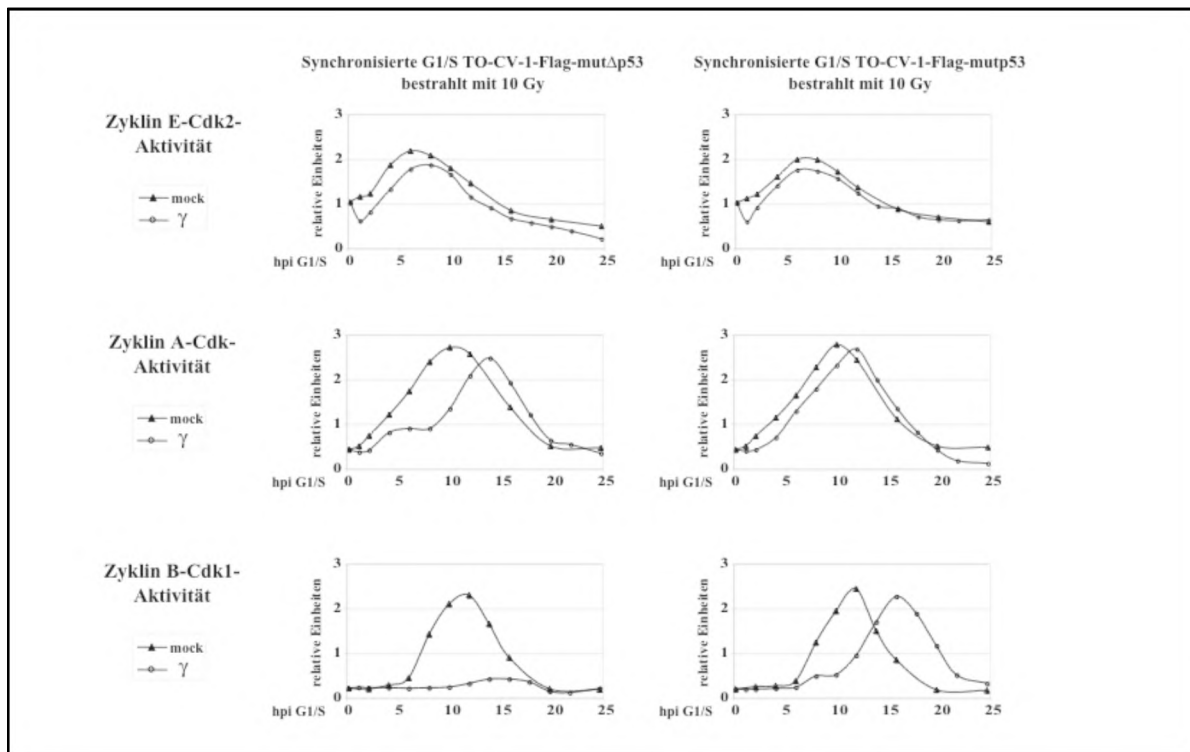 Synchronisierte G1/S TO-CV-1-Flag-mutΔp53
bestrahlt mit 10 Gy
Synchronisierte G1/S TO-CV-1-Flag-mutp53
bestrahlt mit 10 Gy
Zyklin E-Cdk2-
Aktivität
mock
γ
relative Einheiten
3
2
1
0
hpi G1/S 0 5 10 15 20 25
relative Einheiten
3
2
1
0
hpi G1/S 0 5 10 15 20 25
Zyklin A-Cdk-
Aktivität
mock
γ
relative Einheiten
3
2
1
0
hpi G1/S 0 5 10 15 20 25
relative Einheiten
3
2
1
0
hpi G1/S 0 5 10 15 20 25
Zyklin B-Cdk1-
Aktivität
mock
γ
relative Einheiten
3
2
1
0
hpi G1/S 0 5 10 15 20 25
relative Einheiten
3
2
1
0
hpi G1/S 0 5 10 15 20 25